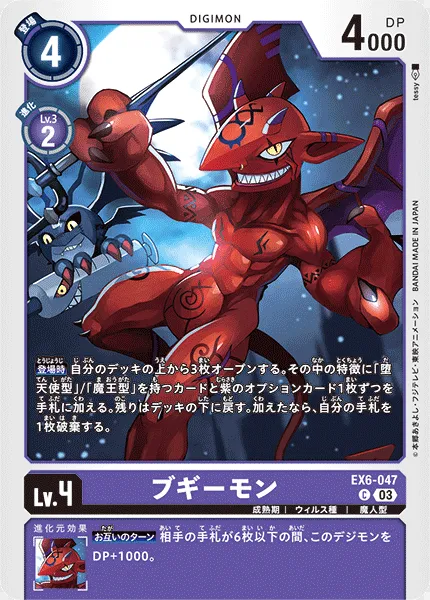 登場
4
DIGIMON
DP
4000
進化
Lv.3
2
tessy
©本郷あきよし・フジテレビ・東映アニメーション BANDAI MADE IN JAPAN
登場時 自分のデッキの上から3枚オープンする。その中の特徴に「堕
天使型」/「魔王型」を持つカードと紫のオプションカード1枚ずつを
手札に加える。残りはデッキの下に戻す。加えたなら、自分の手札を
1枚破棄する。
EX6-047
Lv.4
ブギーモン
C 03
成熟期 | ウィルス種 | 魔人型
進化元効果
お互いのターン 相手の手札が6枚以下の間、このデジモンを
DP+1000。